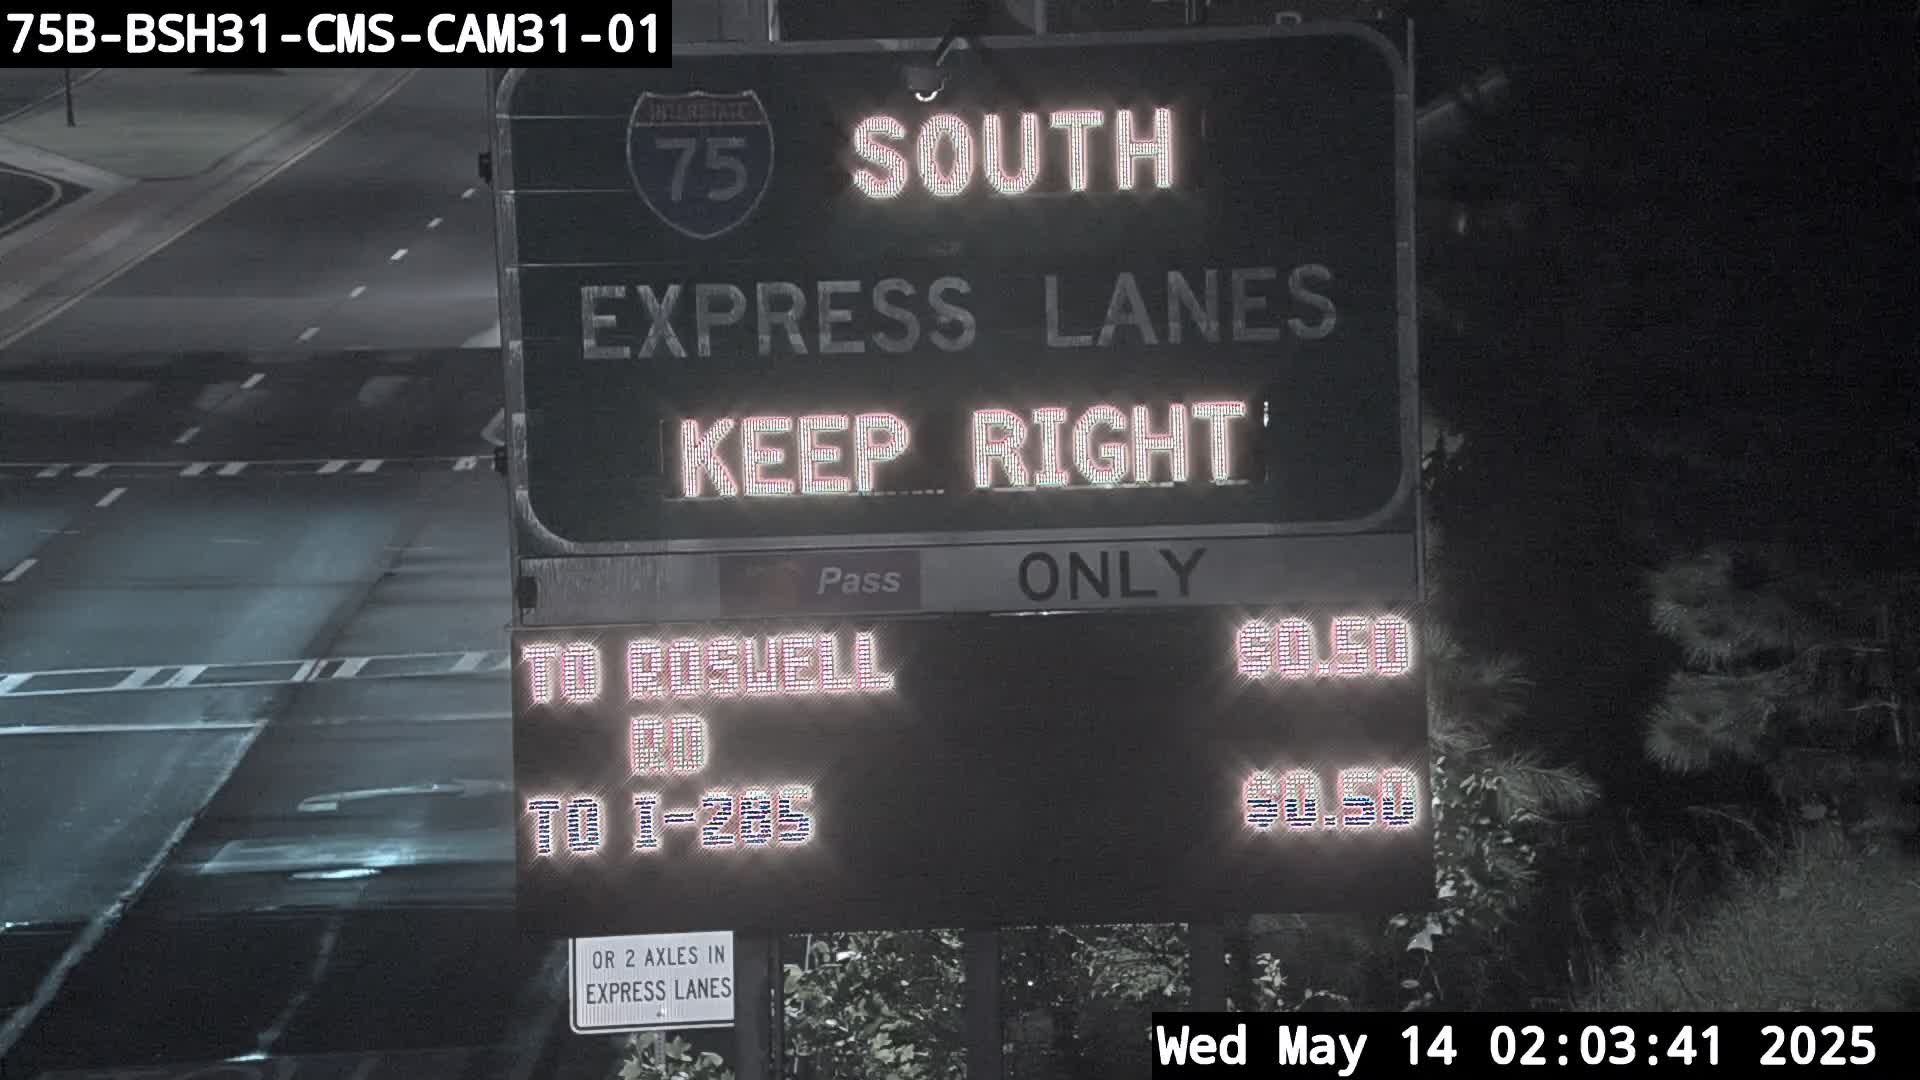 75B-BSH31-CMS-CAM31-01
INTERSTATE
75
SOUTH
EXPRESS LANES
KEEP RIGHT
Pass ONLY
TO ROSWELL $0.50
RD
TO I-285 $0.50
OR 2 AXLES IN
EXPRESS LANES
Wed May 14 02:03:41 2025